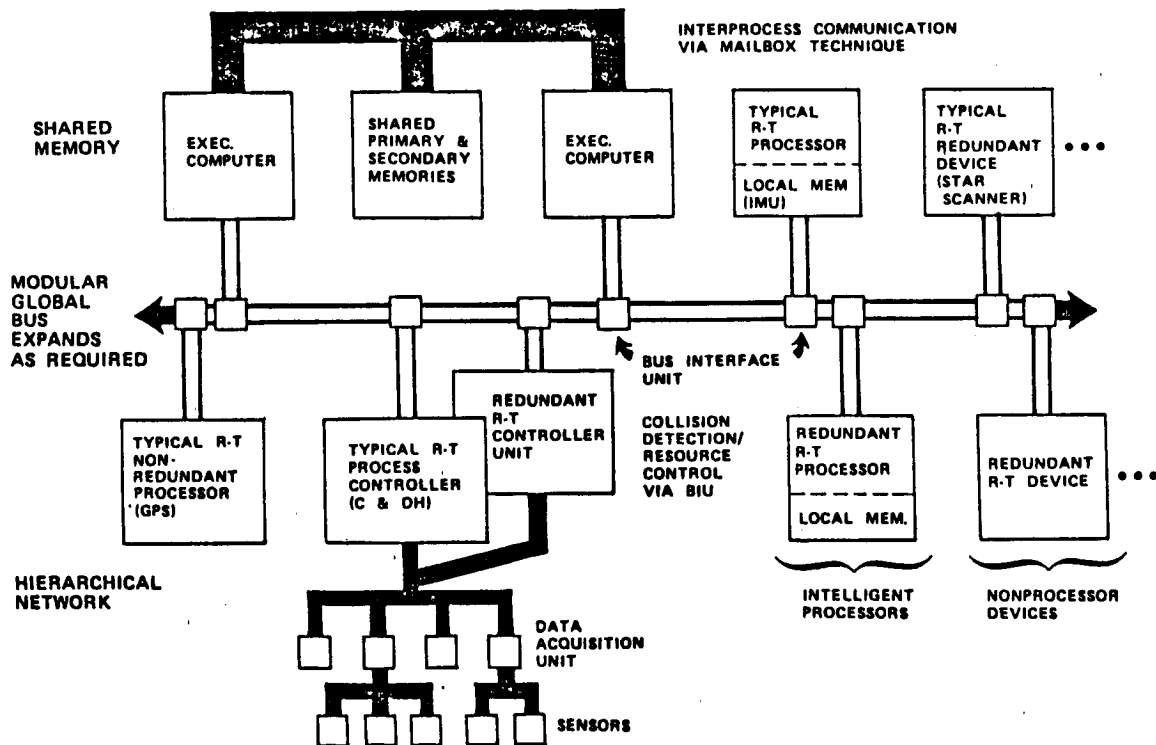 INTERPROCESS COMMUNICATION
VIA MAILBOX TECHNIQUE
SHARED
MEMORY
EXEC.
COMPUTER
SHARED
PRIMARY &
SECONDARY
MEMORIES
EXEC.
COMPUTER
TYPICAL
R-T
PROCESSOR
LOCAL MEM
(IMU)
TYPICAL
R-T
REDUNDANT
DEVICE
(STAR
SCANNER)
MODULAR
GLOBAL
BUS
EXPANDS
AS REQUIRED
BUS INTERFACE
UNIT
TYPICAL R-T
NON-
REDUNDANT
PROCESSOR
(GPS)
TYPICAL R-T
PROCESS
CONTROLLER
(C & DH)
REDUNDANT
R-T
CONTROLLER
UNIT
COLLISION
DETECTION/
RESOURCE
CONTROL
VIA BIU
REDUNDANT
R-T
PROCESSOR
LOCAL MEM.
REDUNDANT
R-T DEVICE
HIERARCHICAL
NETWORK
INTELLIGENT
PROCESSORS
NONPROCESSOR
DEVICES
DATA
ACQUISITION
UNIT
SENSORS